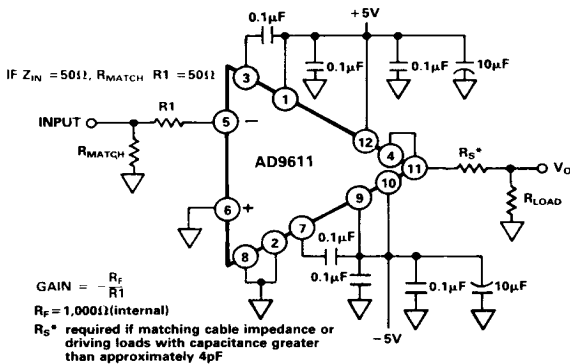 +5V
0.1μF
0.1μF
0.1μF
10μF
IF Z_IN = 50Ω, R_MATCH R1 = 50Ω
3
1
R1
INPUT
5
−
R_MATCH
12
4
11
R_S*
V_O
AD9611
10
R_LOAD
6
+
9
7
2
8
0.1μF
0.1μF
0.1μF
10μF
−5V
GAIN = −R_F/R1
R_F = 1,000Ω (internal)
R_S* required if matching cable impedance or
driving loads with capacitance greater
than approximately 4pF